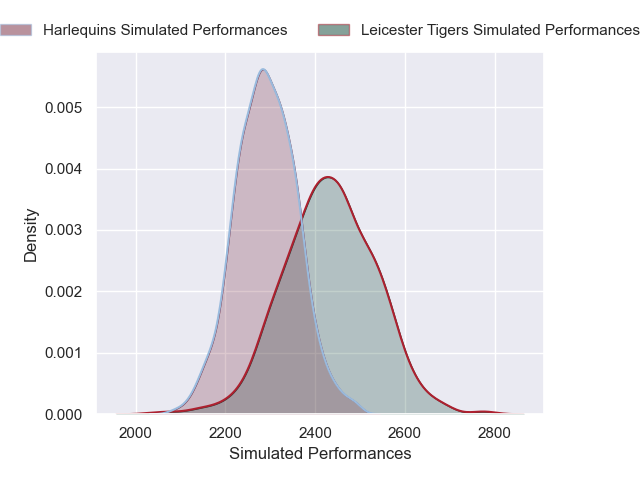 Harlequins Simulated Performances
Leicester Tigers Simulated Performances
0.005
0.004
0.003
0.002
0.001
0.000
Density
2000
2200
2400
2600
2800
Simulated Performances